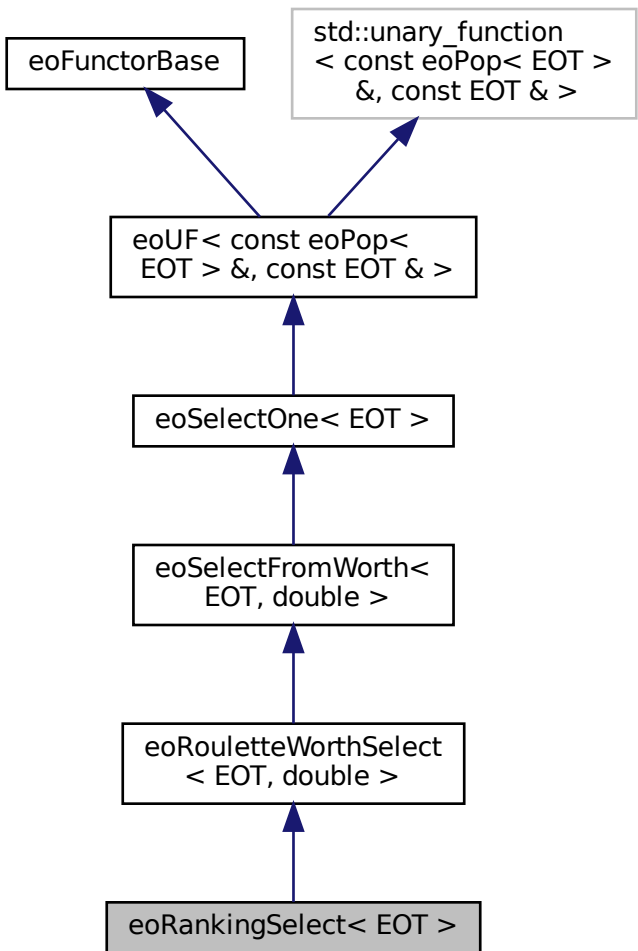 eoFunctorBase
std::unary_function
< const eoPop< EOT >
&, const EOT & >
eoUF< const eoPop<
EOT > &, const EOT & >
eoSelectOne< EOT >
eoSelectFromWorth<
EOT, double >
eoRouletteWorthSelect
< EOT, double >
eoRankingSelect< EOT >